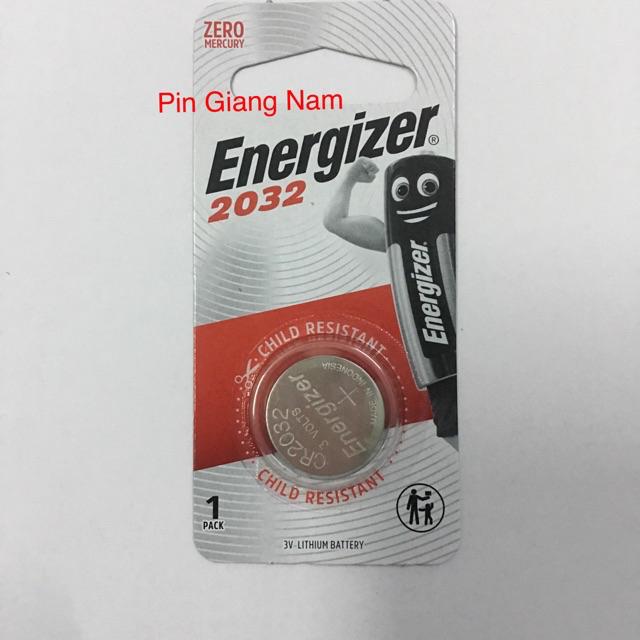 ZERO
MERCURY
Pin Giang Nam
Energizer®
2032
Energizer.
CHILD RESISTANT
MADE IN INDONESIA
+
Energizer
3 VOLTS
CR2032
CHILD RESISTANT
1
PACK
3V LITHIUM BATTERY